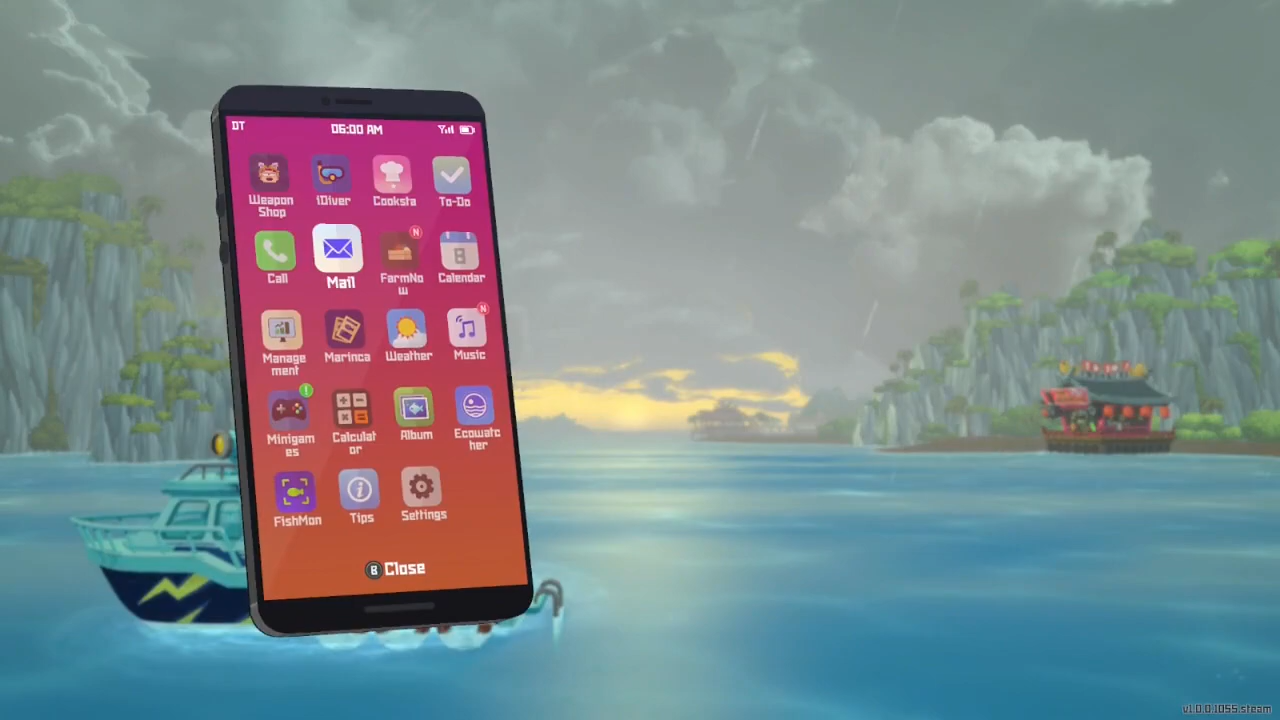 DT
06:00 AM
Weapon
Shop
iDiver
Cooksta
To-Do
Call
Mail
N
FarmNo
w
8
Calendar
Manage
ment
Marinca
Weather
N
Music
!
Minigam
es
Calculat
or
Album
Ecowatc
her
FishMon
Tips
Settings
B Close
v1.0.0.1055.steam